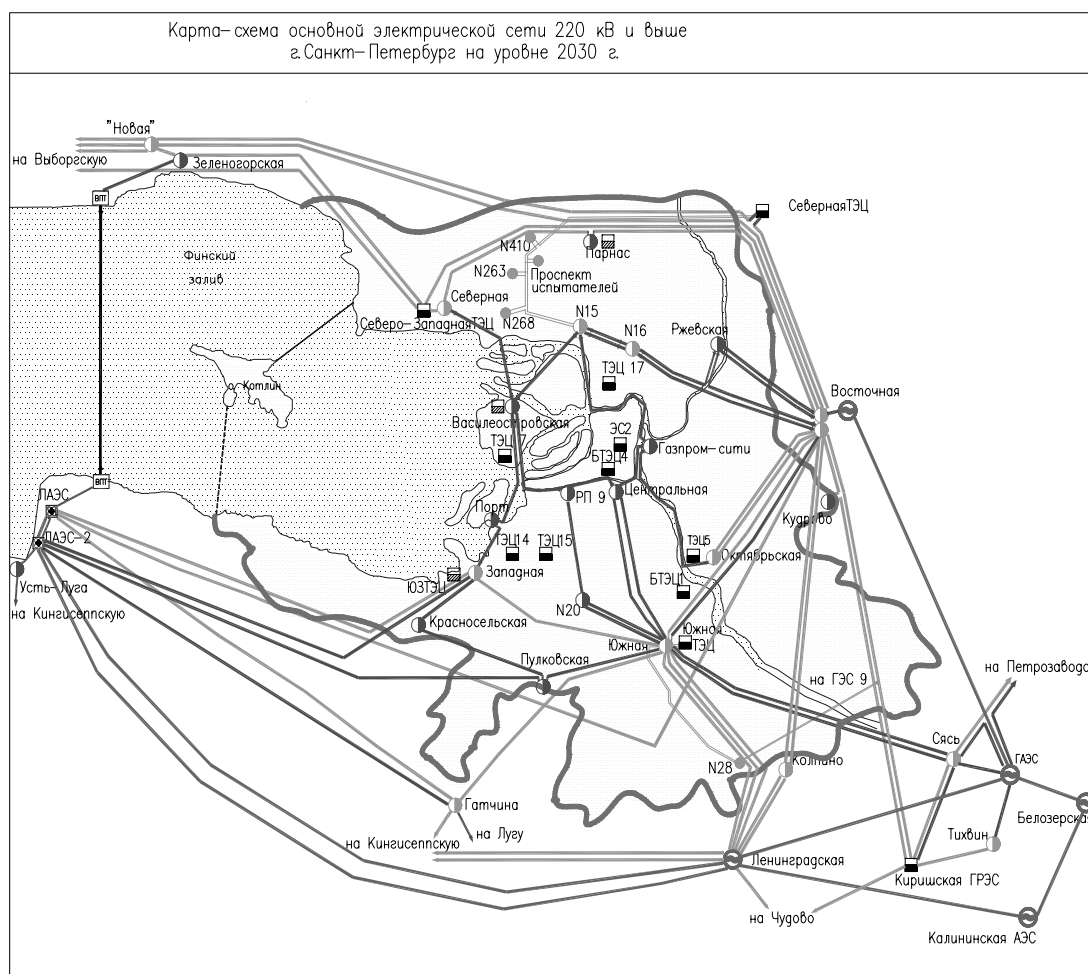 Карта-схема основной электрической сети 220 кВ и выше
г.Санкт-Петербург на уровне 2030 г.
"Новая"
на Выборгскую
Зеленогорская
ВПТ
СевернаяТЭЦ
N410
Парнас
Финский
залив
N263
Проспект
испытателей
Северная
Северо-ЗападнаяТЭЦ
N268
N15
N16
Ржевская
ТЭЦ 17
о. Котлин
Восточная
Василеостровская
ЭС2
ТЭЦ 7
Газпром-сити
БТЭЦ4
ВПТ
ЛАЭС
РП 9
Центральная
Порт
Кудрово
ЛАЭС-2
ТЭЦ14
ТЭЦ15
ТЭЦ5
Октябрьская
Усть-Луга
ЮЗТЭЦ
Западная
БТЭЦ1
на Кингисеппскую
N20
Красносельская
Южная
Южная
ТЭЦ
Пулковская
на ГЭС 9
на Петрозаводс
Сясь
N28
Колпино
ГАЭС
Гатчина
Белозерская
на Лугу
Тихвин
на Кингисеппскую
Ленинградская
Киришская ГРЭС
на Чудово
Калининская АЭС